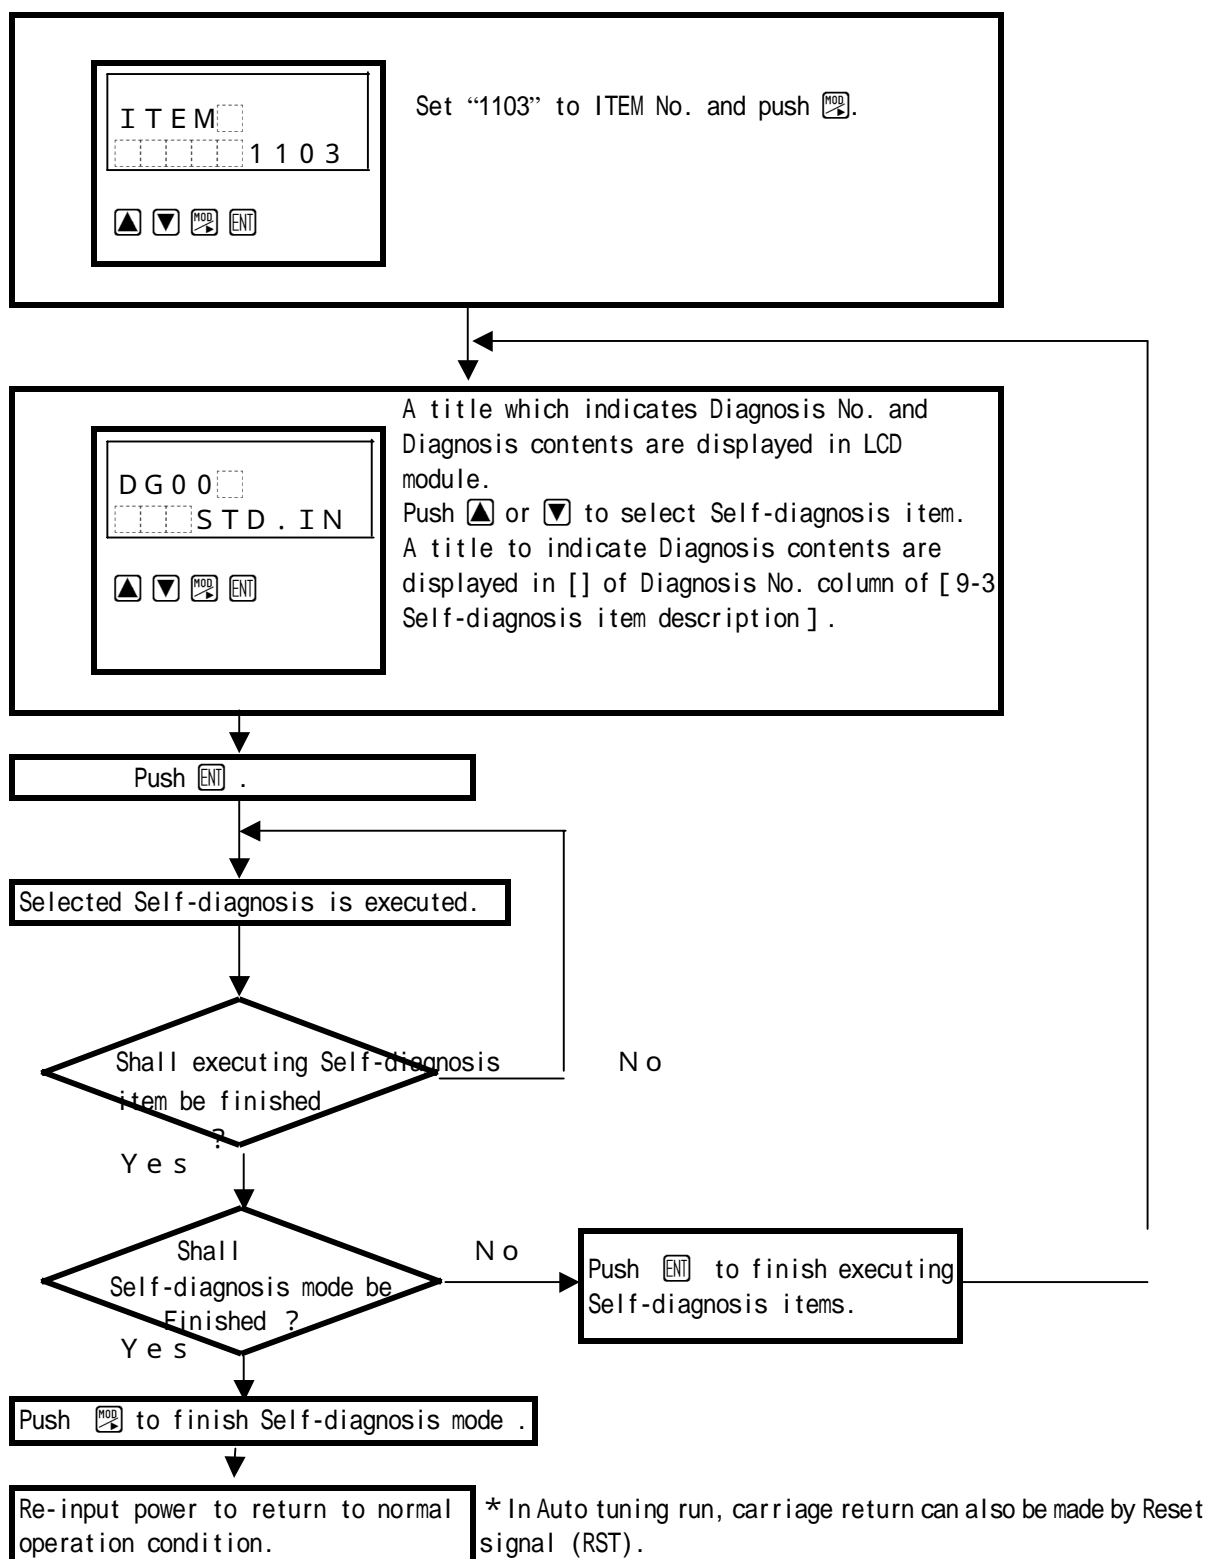 ITEM
1103
MOD ENT
Set “1103” to ITEM No. and push MOD.
DG00
STD.IN
MOD ENT
A title which indicates Diagnosis No. and
Diagnosis contents are displayed in LCD
module.
Push ▲ or ▼ to select Self-diagnosis item.
A title to indicate Diagnosis contents are
displayed in [] of Diagnosis No. column of [9-3
Self-diagnosis item description].
Push ENT .
Selected Self-diagnosis is executed.
Shall executing Self-diagnosis
item be finished
?
No
Yes
Shall
Self-diagnosis mode be
Finished ?
No
Yes
Push ENT to finish executing
Self-diagnosis items.
Push MOD to finish Self-diagnosis mode .
Re-input power to return to normal
operation condition.
*In Auto tuning run, carriage return can also be made by Reset
signal (RST).